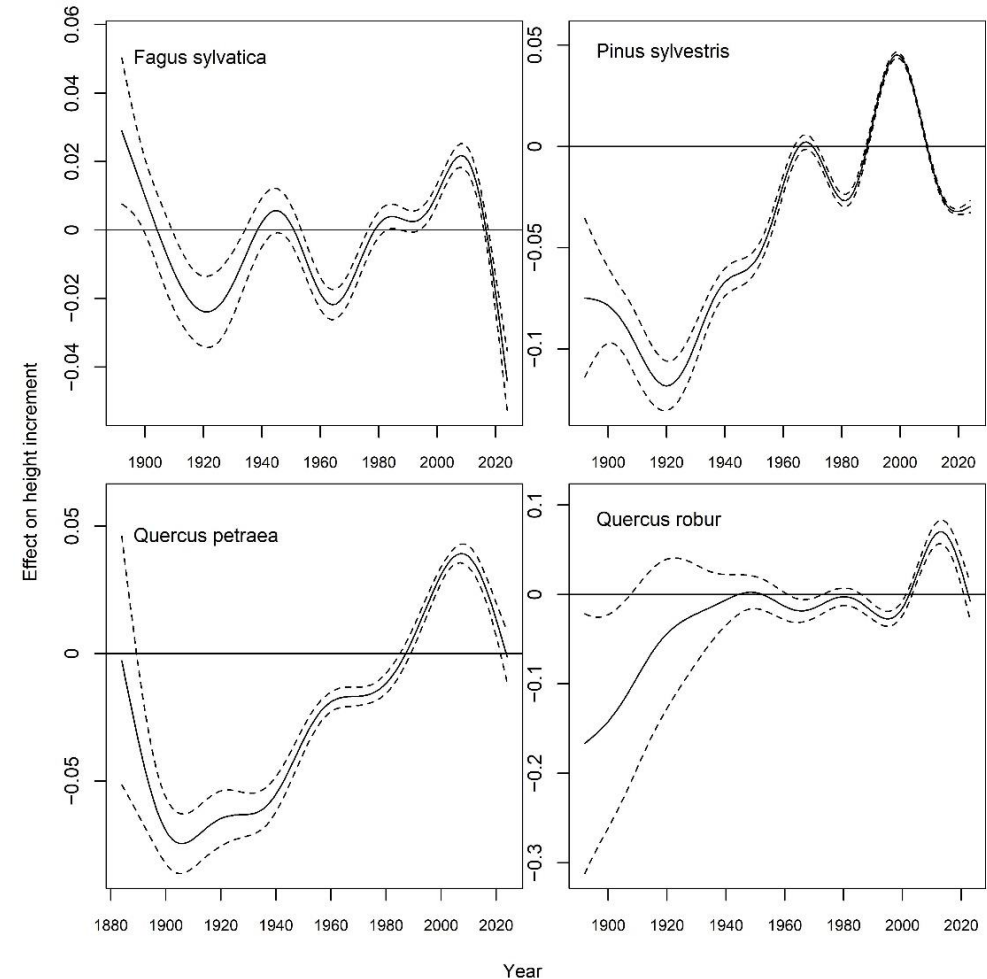 Fagus sylvatica
0.06
0.04
0.02
0
−0.02
−0.04
1900 1920 1940 1960 1980 2000 2020
Pinus sylvestris
0.05
0
−0.05
−0.1
1900 1920 1940 1960 1980 2000 2020
Effect on height increment
Quercus petraea
0.05
0
−0.05
1880 1900 1920 1940 1960 1980 2000 2020
Quercus robur
0.1
0
−0.1
−0.2
−0.3
1900 1920 1940 1960 1980 2000 2020
Year